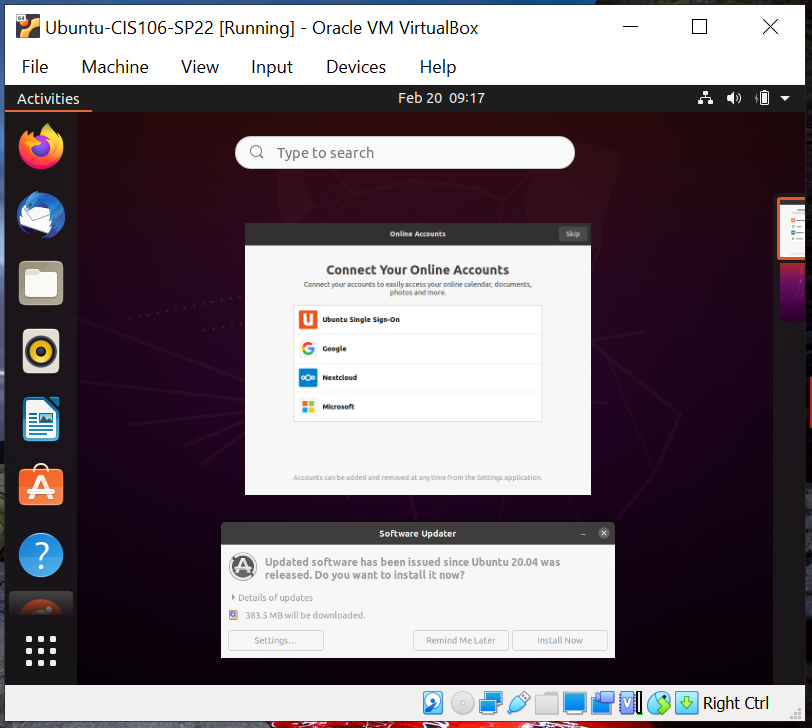 Ubuntu-CIS106-SP22 [Running] - Oracle VM VirtualBox
File Machine View Input Devices Help
Activities Feb 20 09:17
Type to search
Online Accounts Skip
Connect Your Online Accounts
Connect your accounts to easily access your online calendar, documents,
photos and more.
Ubuntu Single Sign-On
Google
Nextcloud
Microsoft
Accounts can be added and removed at any time from the Settings application.
Software Updater
Updated software has been issued since Ubuntu 20.04 was
released. Do you want to install it now?
Details of updates
383.5 MB will be downloaded.
Settings... Remind Me Later Install Now
Right Ctrl